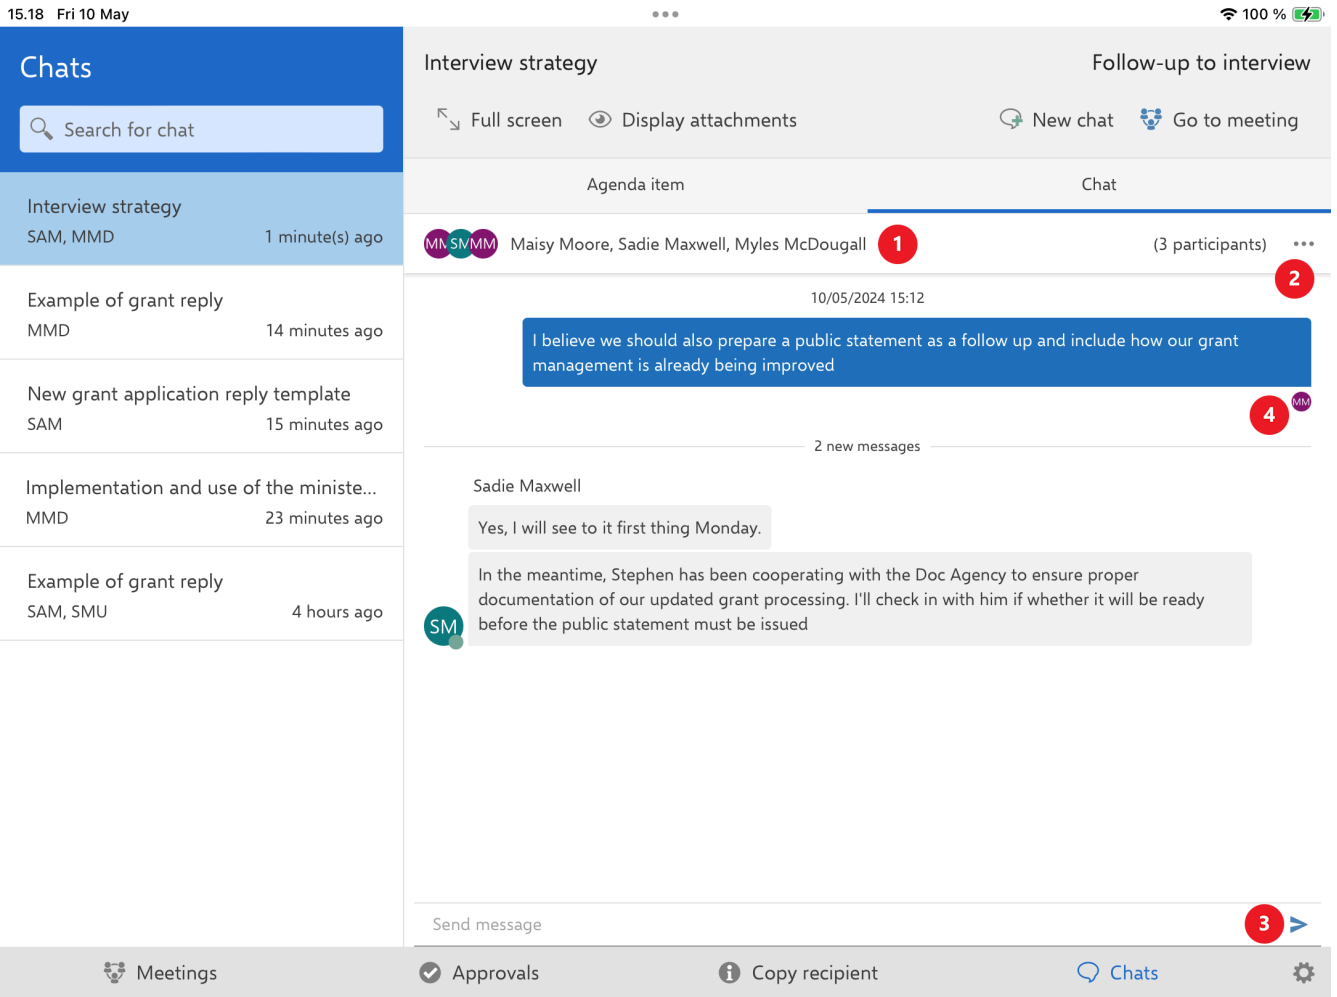 15.18 Fri 10 May
100 %
Chats
Search for chat
Interview strategy
SAM, MMD 1 minute(s) ago
Example of grant reply
MMD 14 minutes ago
New grant application reply template
SAM 15 minutes ago
Implementation and use of the ministe...
MMD 23 minutes ago
Example of grant reply
SAM, SMU 4 hours ago
Interview strategy Follow-up to interview
Full screen Display attachments New chat Go to meeting
Agenda item Chat
MM SM MM Maisy Moore, Sadie Maxwell, Myles McDougall 1 (3 participants)
2
10/05/2024 15:12
I believe we should also prepare a public statement as a follow up and include how our grant
management is already being improved
MM
4
2 new messages
Sadie Maxwell
Yes, I will see to it first thing Monday.
In the meantime, Stephen has been cooperating with the Doc Agency to ensure proper
documentation of our updated grant processing. I'll check in with him if whether it will be ready
before the public statement must be issued
SM
Send message 3
Meetings Approvals Copy recipient Chats